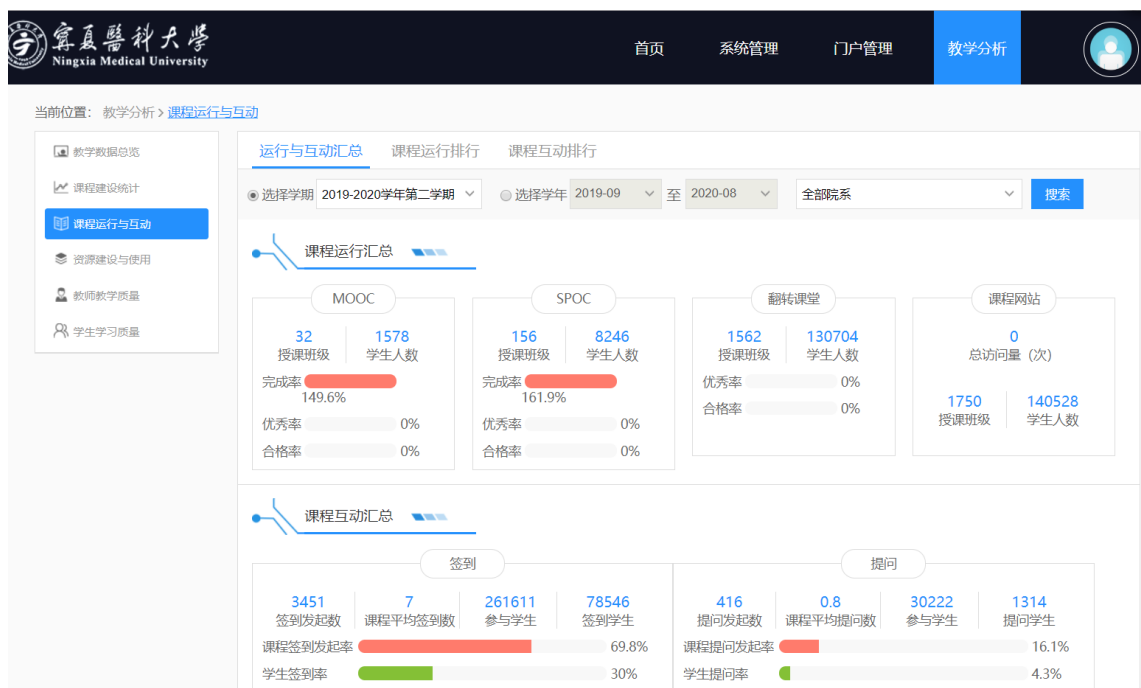 寧夏醫科大學
Ningxia Medical University
首页 系统管理 门户管理 教学分析
当前位置： 教学分析 > 课程运行与互动
教学数据总览
课程建设统计
课程运行与互动
资源建设与使用
教师教学质量
学生学习质量
运行与互动汇总 课程运行排行 课程互动排行
选择学期 2019-2020学年第二学期 选择学年 2019-09 至 2020-08 全部院系 搜索
课程运行汇总
MOOC SPOC 翻转课堂 课程网站
32 1578 156 8246 1562 130704 0
授课班级 学生人数 授课班级 学生人数 授课班级 学生人数 总访问量（次）
完成率 149.6% 完成率 161.9% 优秀率 0% 1750 140528
优秀率 0% 优秀率 0% 合格率 0% 授课班级 学生人数
合格率 0% 合格率 0%
课程互动汇总
签到 提问
3451 7 261611 78546 416 0.8 30222 1314
签到发起数 课程平均签到数 参与学生 签到学生 提问发起数 课程平均提问数 参与学生 提问学生
课程签到发起率 69.8% 课程提问发起率 16.1%
学生签到率 30% 学生提问率 4.3%